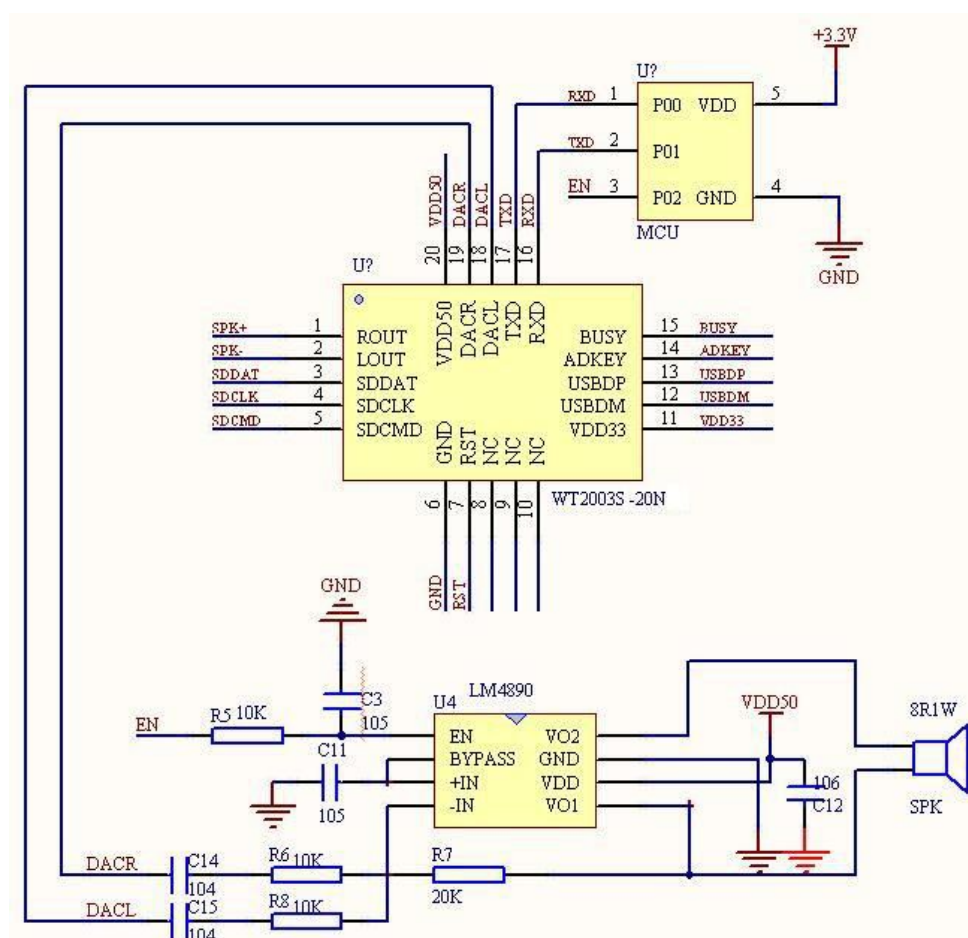 +3.3V
U?
RXD 1 P00 VDD 5
TXD 2 P01
EN 3 P02 GND 4
MCU
GND
VDD50 DACR DACL TXD RXD
20 19 18 17 16
U?
VDD50 DACR DACL TXD RXD
SPK+ 1 ROUT BUSY 15 BUSY
SPK- 2 LOUT ADKEY 14 ADKEY
SDDAT 3 SDDAT USBDP 13 USBDP
SDCLK 4 SDCLK USBDM 12 USBDM
SDCMD 5 SDCMD VDD33 11 VDD33
GND RST NC NC NC
WT2003S -20N
6 7 8 9 10
GND RST
GND
LM4890
U4
C3
105
VDD50
8R1W
EN R5 10K
EN VO2
C11
BYPASS GND
+IN VDD
105
-IN VO1
106
C12
SPK
DACR C14 R6 10K R7
104 20K
DACL C15 R8 10K
104